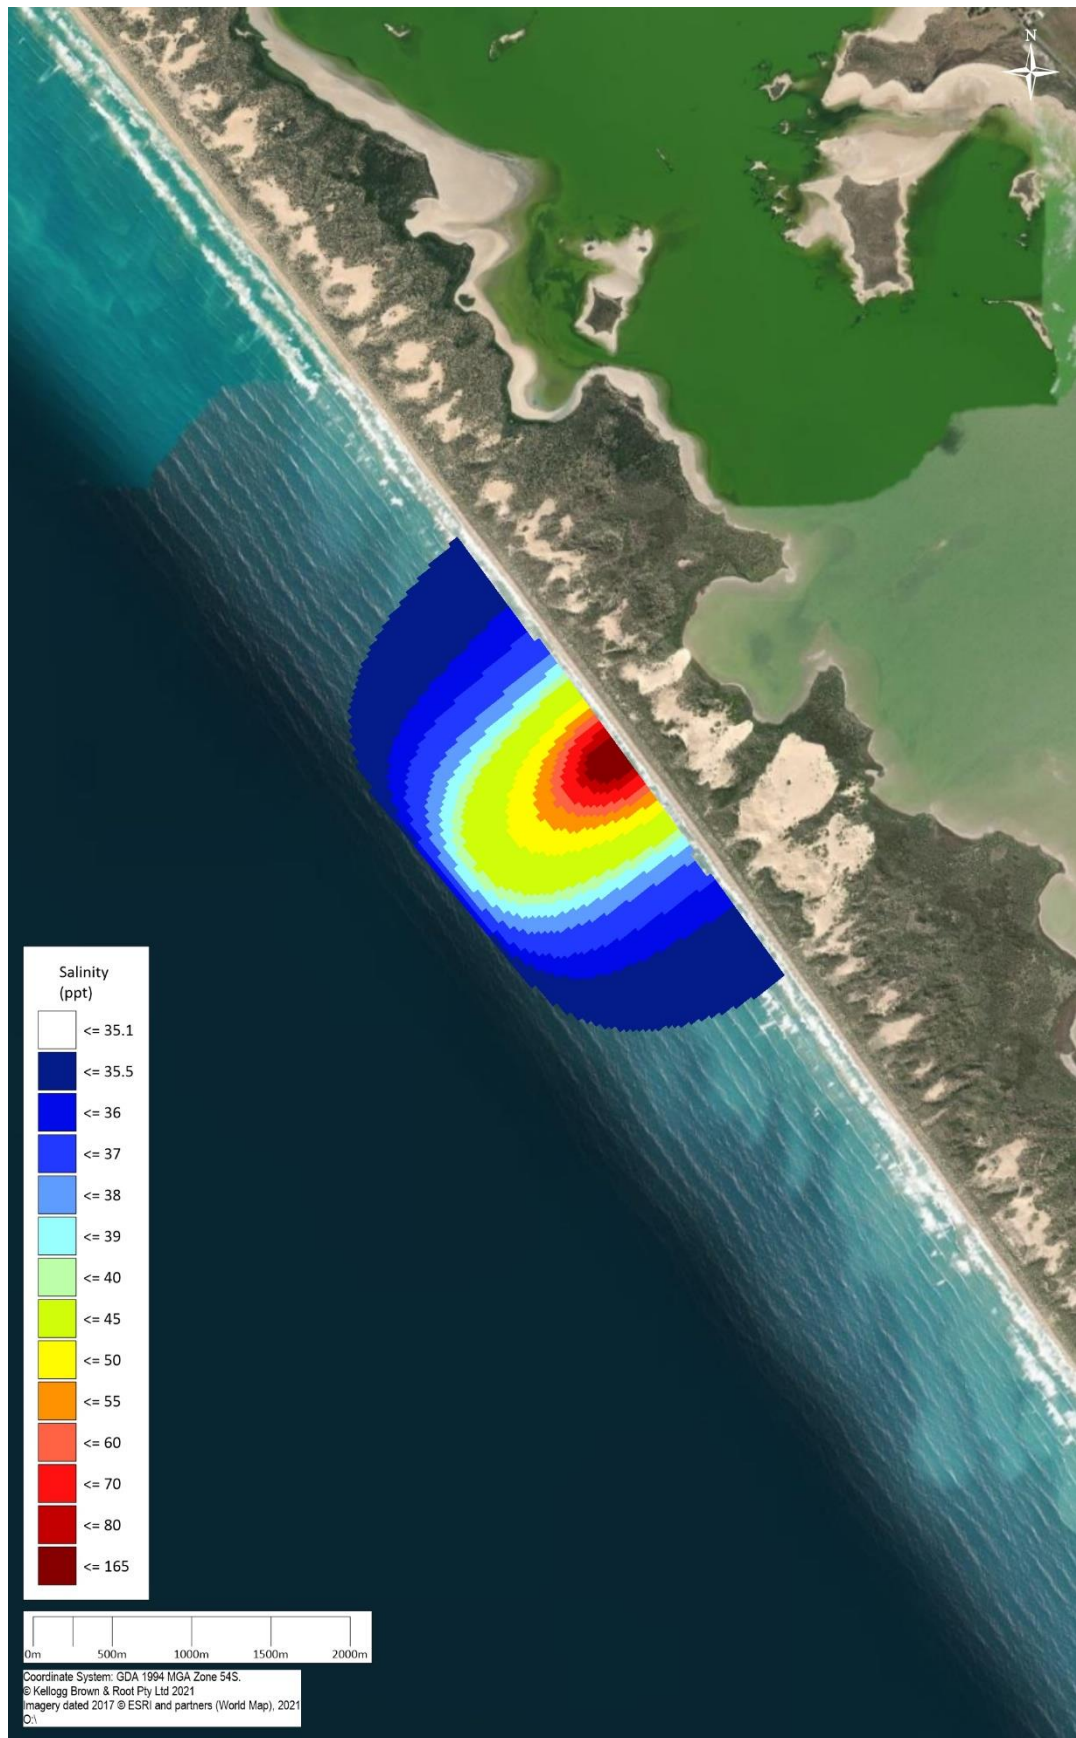 N
Salinity
(ppt)
<= 35.1
<= 35.5
<= 36
<= 37
<= 38
<= 39
<= 40
<= 45
<= 50
<= 55
<= 60
<= 70
<= 80
<= 165
0m 500m 1000m 1500m 2000m
Coordinate System: GDA 1994 MGA Zone 54S.
© Kellogg Brown & Root Pty Ltd 2021
Imagery dated 2017 © ESRI and partners (World Map), 2021
O:\